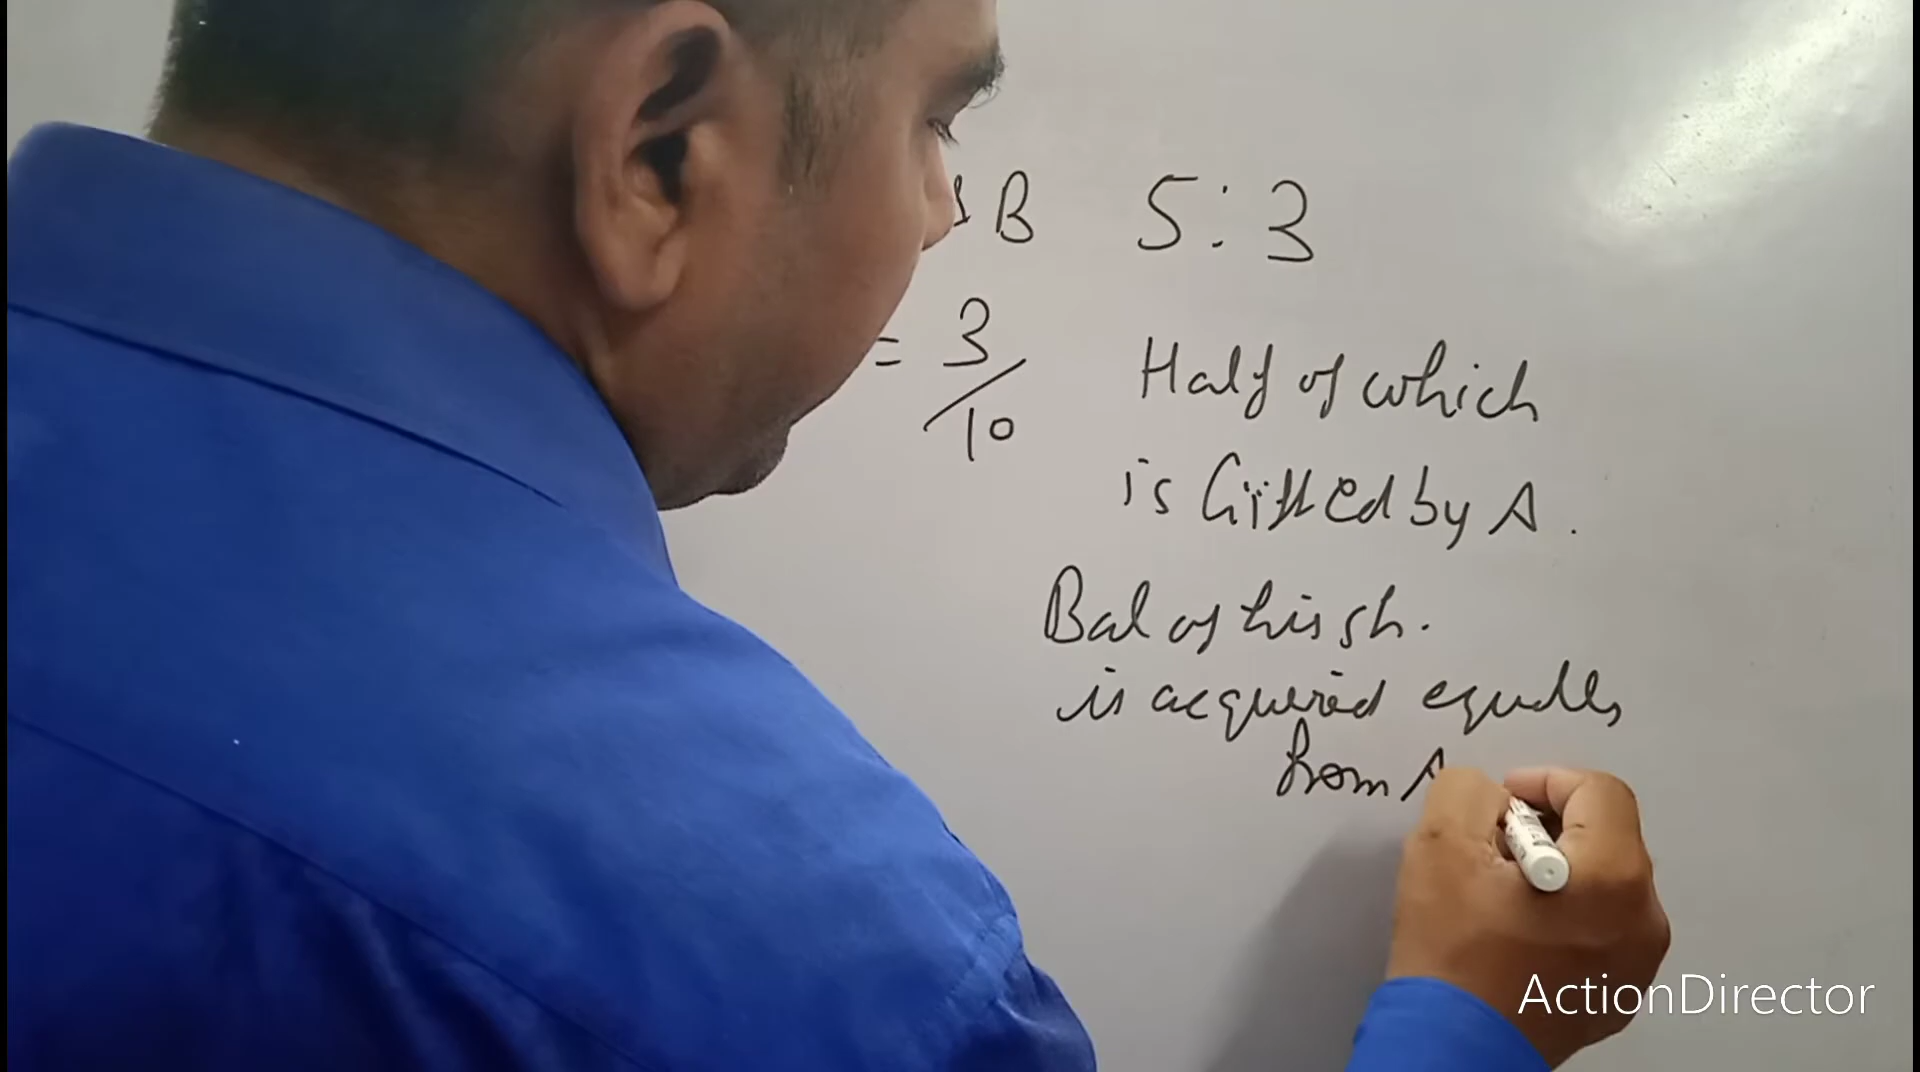 B 5:3
= 3/10 Half of which
is Gifted by A.
Bal of his sh.
is acquired equally
from A
ActionDirector